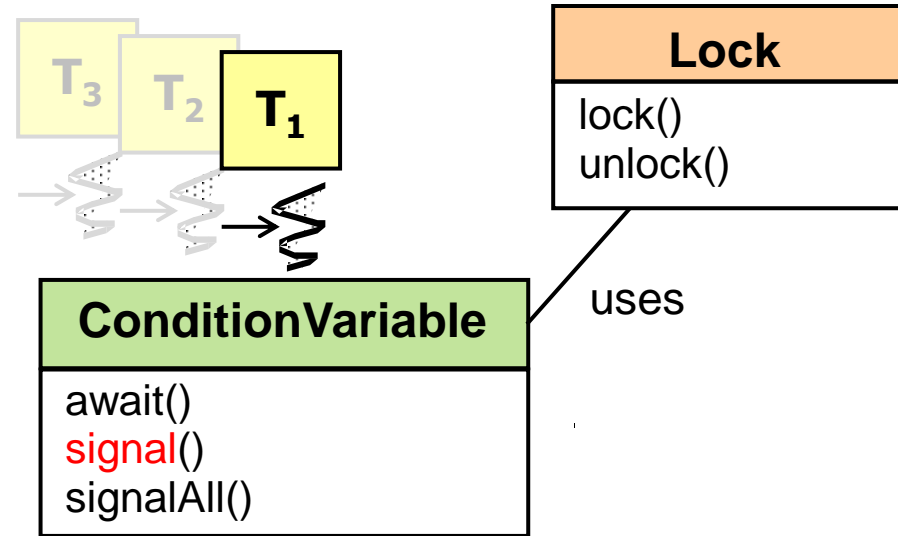 T₃
T₂
T₁
Lock
lock()
unlock()
uses
ConditionVariable
await()
signal()
signalAll()